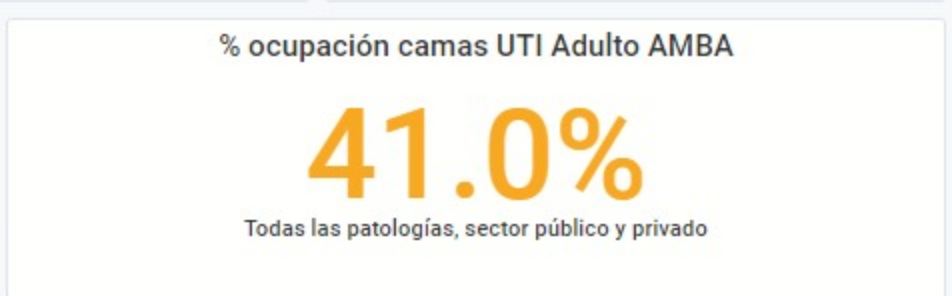 % ocupación camas UTI Adulto AMBA
41.0%
Todas las patologías, sector público y privado